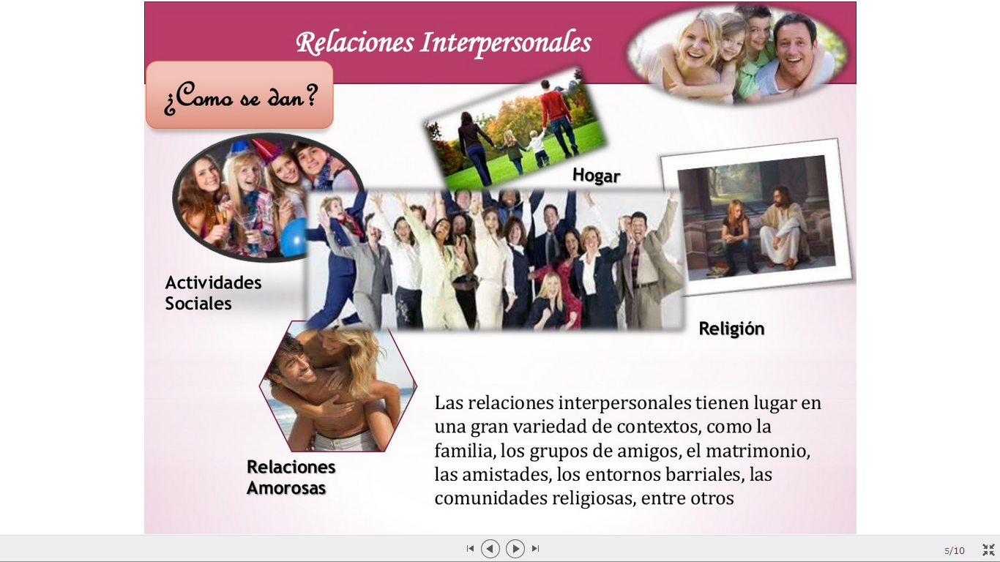 Relaciones Interpersonales
¿Como se dan?
Hogar
Actividades
Sociales
Religión
Relaciones
Amorosas
Las relaciones interpersonales tienen lugar en
una gran variedad de contextos, como la
familia, los grupos de amigos, el matrimonio,
las amistades, los entornos barriales, las
comunidades religiosas, entre otros
5/10